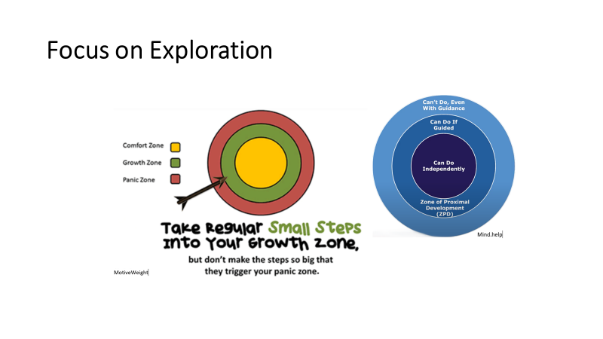 Focus on Exploration
Comfort Zone
Growth Zone
Panic Zone
Take Regular Small Steps
Into Your Growth Zone,
but don't make the steps so big that
they trigger your panic zone.
MotiveWeight
Can't Do, Even
With Guidance
Can Do If
Guided
Can Do
Independently
Zone of Proximal
Development
(ZPD)
Mind.help